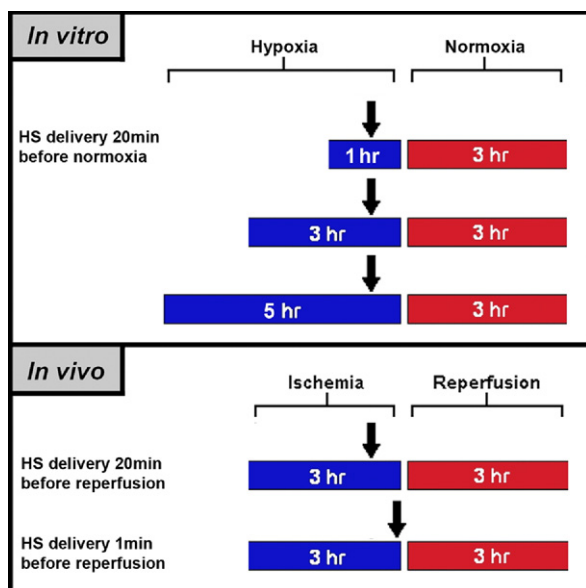 In vitro
Hypoxia
Normoxia
HS delivery 20min
before normoxia
1 hr
3 hr
3 hr
3 hr
5 hr
3 hr
In vivo
Ischemia
Reperfusion
HS delivery 20min
before reperfusion
3 hr
3 hr
HS delivery 1min
before reperfusion
3 hr
3 hr